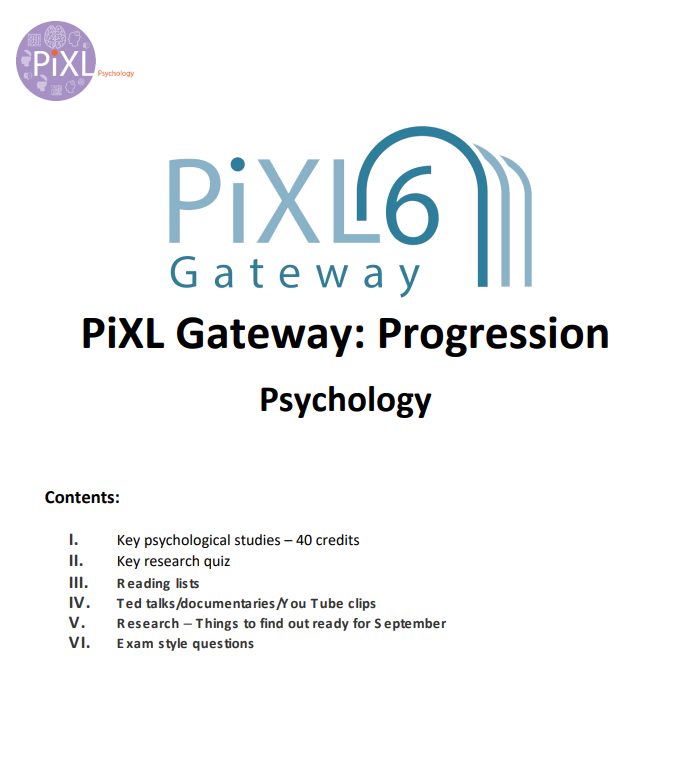 PiXL Psychology
PiXL6
Gateway
PiXL Gateway: Progression
Psychology
Contents:
I. Key psychological studies – 40 credits
II. Key research quiz
III. Reading lists
IV. Ted talks/documentaries/You Tube clips
V. Research – Things to find out ready for September
VI. Exam style questions